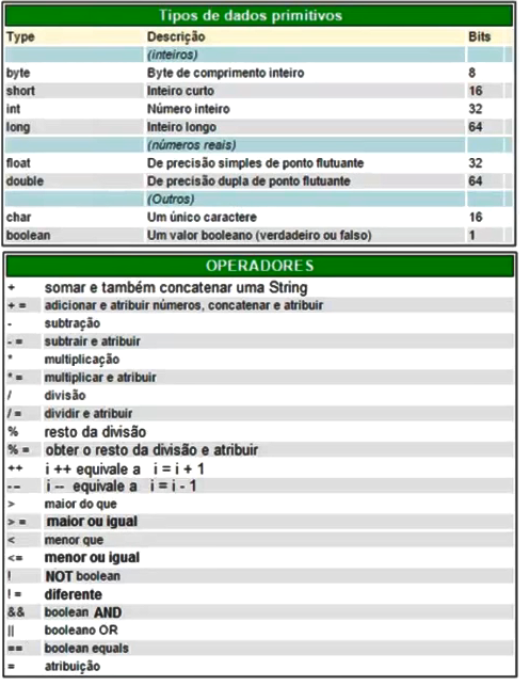 Tipos de dados primitivos
Type Descrição Bits
(inteiros)
byte Byte de comprimento inteiro 8
short Inteiro curto 16
int Número inteiro 32
long Inteiro longo 64
(números reais)
float De precisão simples de ponto flutuante 32
double De precisão dupla de ponto flutuante 64
(Outros)
char Um único caractere 16
boolean Um valor booleano (verdadeiro ou falso) 1
OPERADORES
+ somar e também concatenar uma String
+ = adicionar e atribuir números, concatenar e atribuir
- subtração
- = subtrair e atribuir
* multiplicação
* = multiplicar e atribuir
/ divisão
/ = dividir e atribuir
% resto da divisão
% = obter o resto da divisão e atribuir
++ i ++ equivale a i = i + 1
-- i -- equivale a i = i - 1
> maior do que
> = maior ou igual
< menor que
<= menor ou igual
! NOT boolean
! = diferente
&& boolean AND
|| booleano OR
== boolean equals
= atribuição